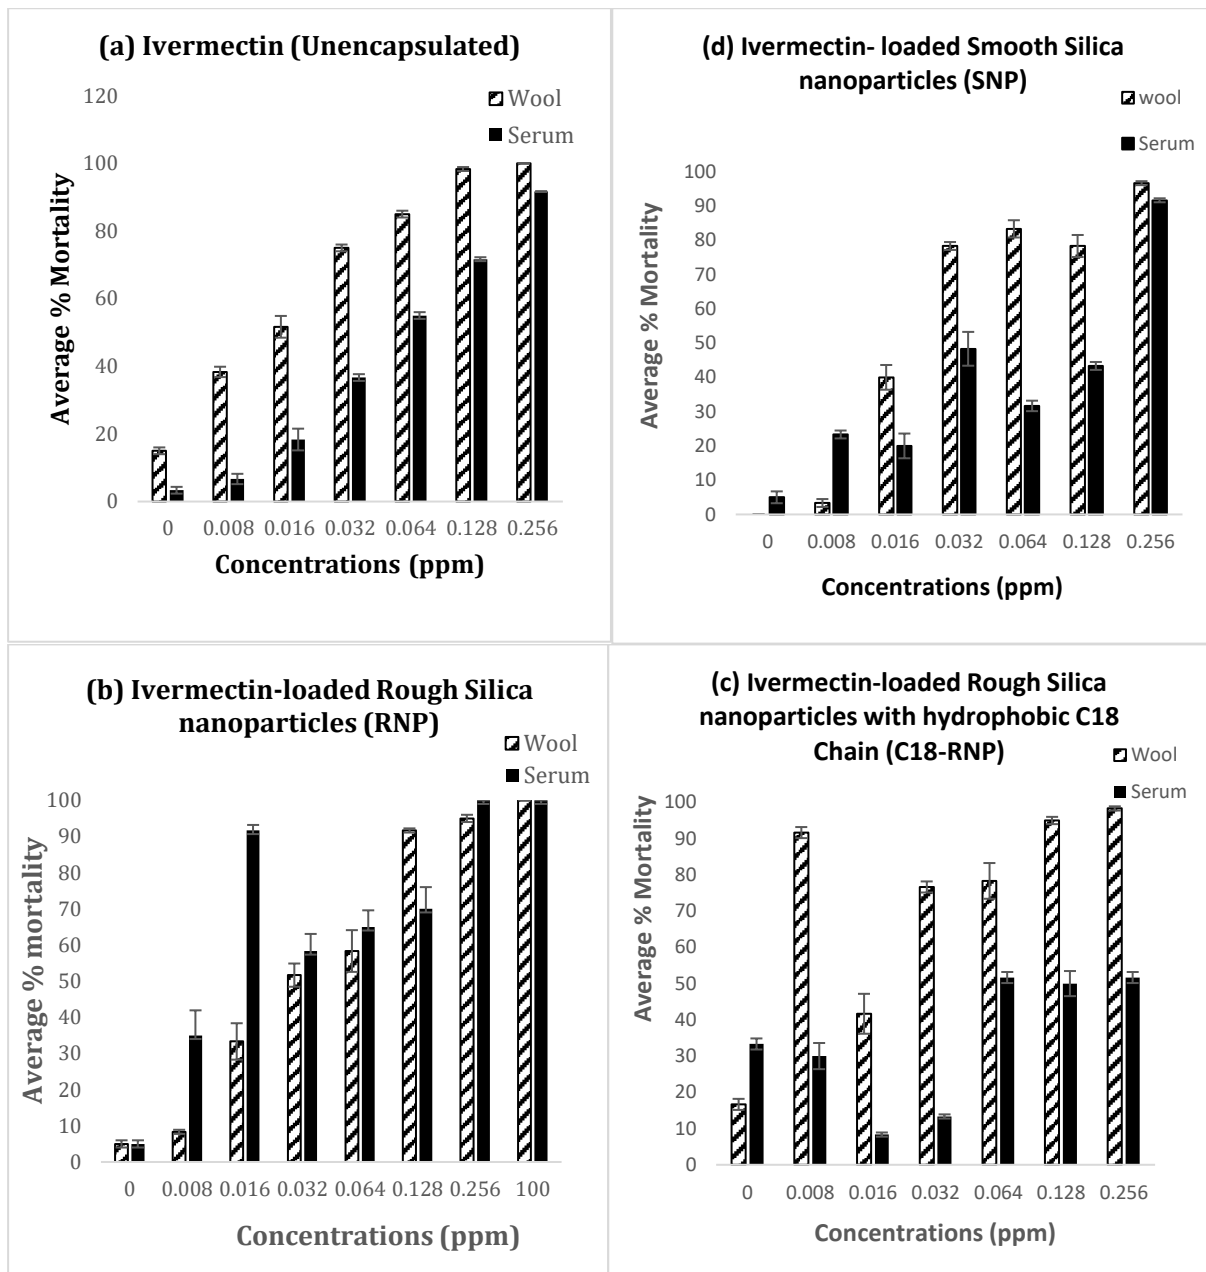 (a) Ivermectin (Unencapsulated)
Wool
Serum
120
100
80
60
40
20
0
Average % Mortality
0 0.008 0.016 0.032 0.064 0.128 0.256
Concentrations (ppm)
(d) Ivermectin- loaded Smooth Silica
nanoparticles (SNP)
wool
Serum
100
90
80
70
60
50
40
30
20
10
0
Average % Mortality
0 0.008 0.016 0.032 0.064 0.128 0.256
Concentrations (ppm)
(b) Ivermectin-loaded Rough Silica
nanoparticles (RNP)
Wool
Serum
100
90
80
70
60
50
40
30
20
10
0
Average % mortality
0 0.008 0.016 0.032 0.064 0.128 0.256 100
Concentrations (ppm)
(c) Ivermectin-loaded Rough Silica
nanoparticles with hydrophobic C18
Chain (C18-RNP)
Wool
Serum
100
90
80
70
60
50
40
30
20
10
0
Average % Mortality
0 0.008 0.016 0.032 0.064 0.128 0.256
Concentrations (ppm)